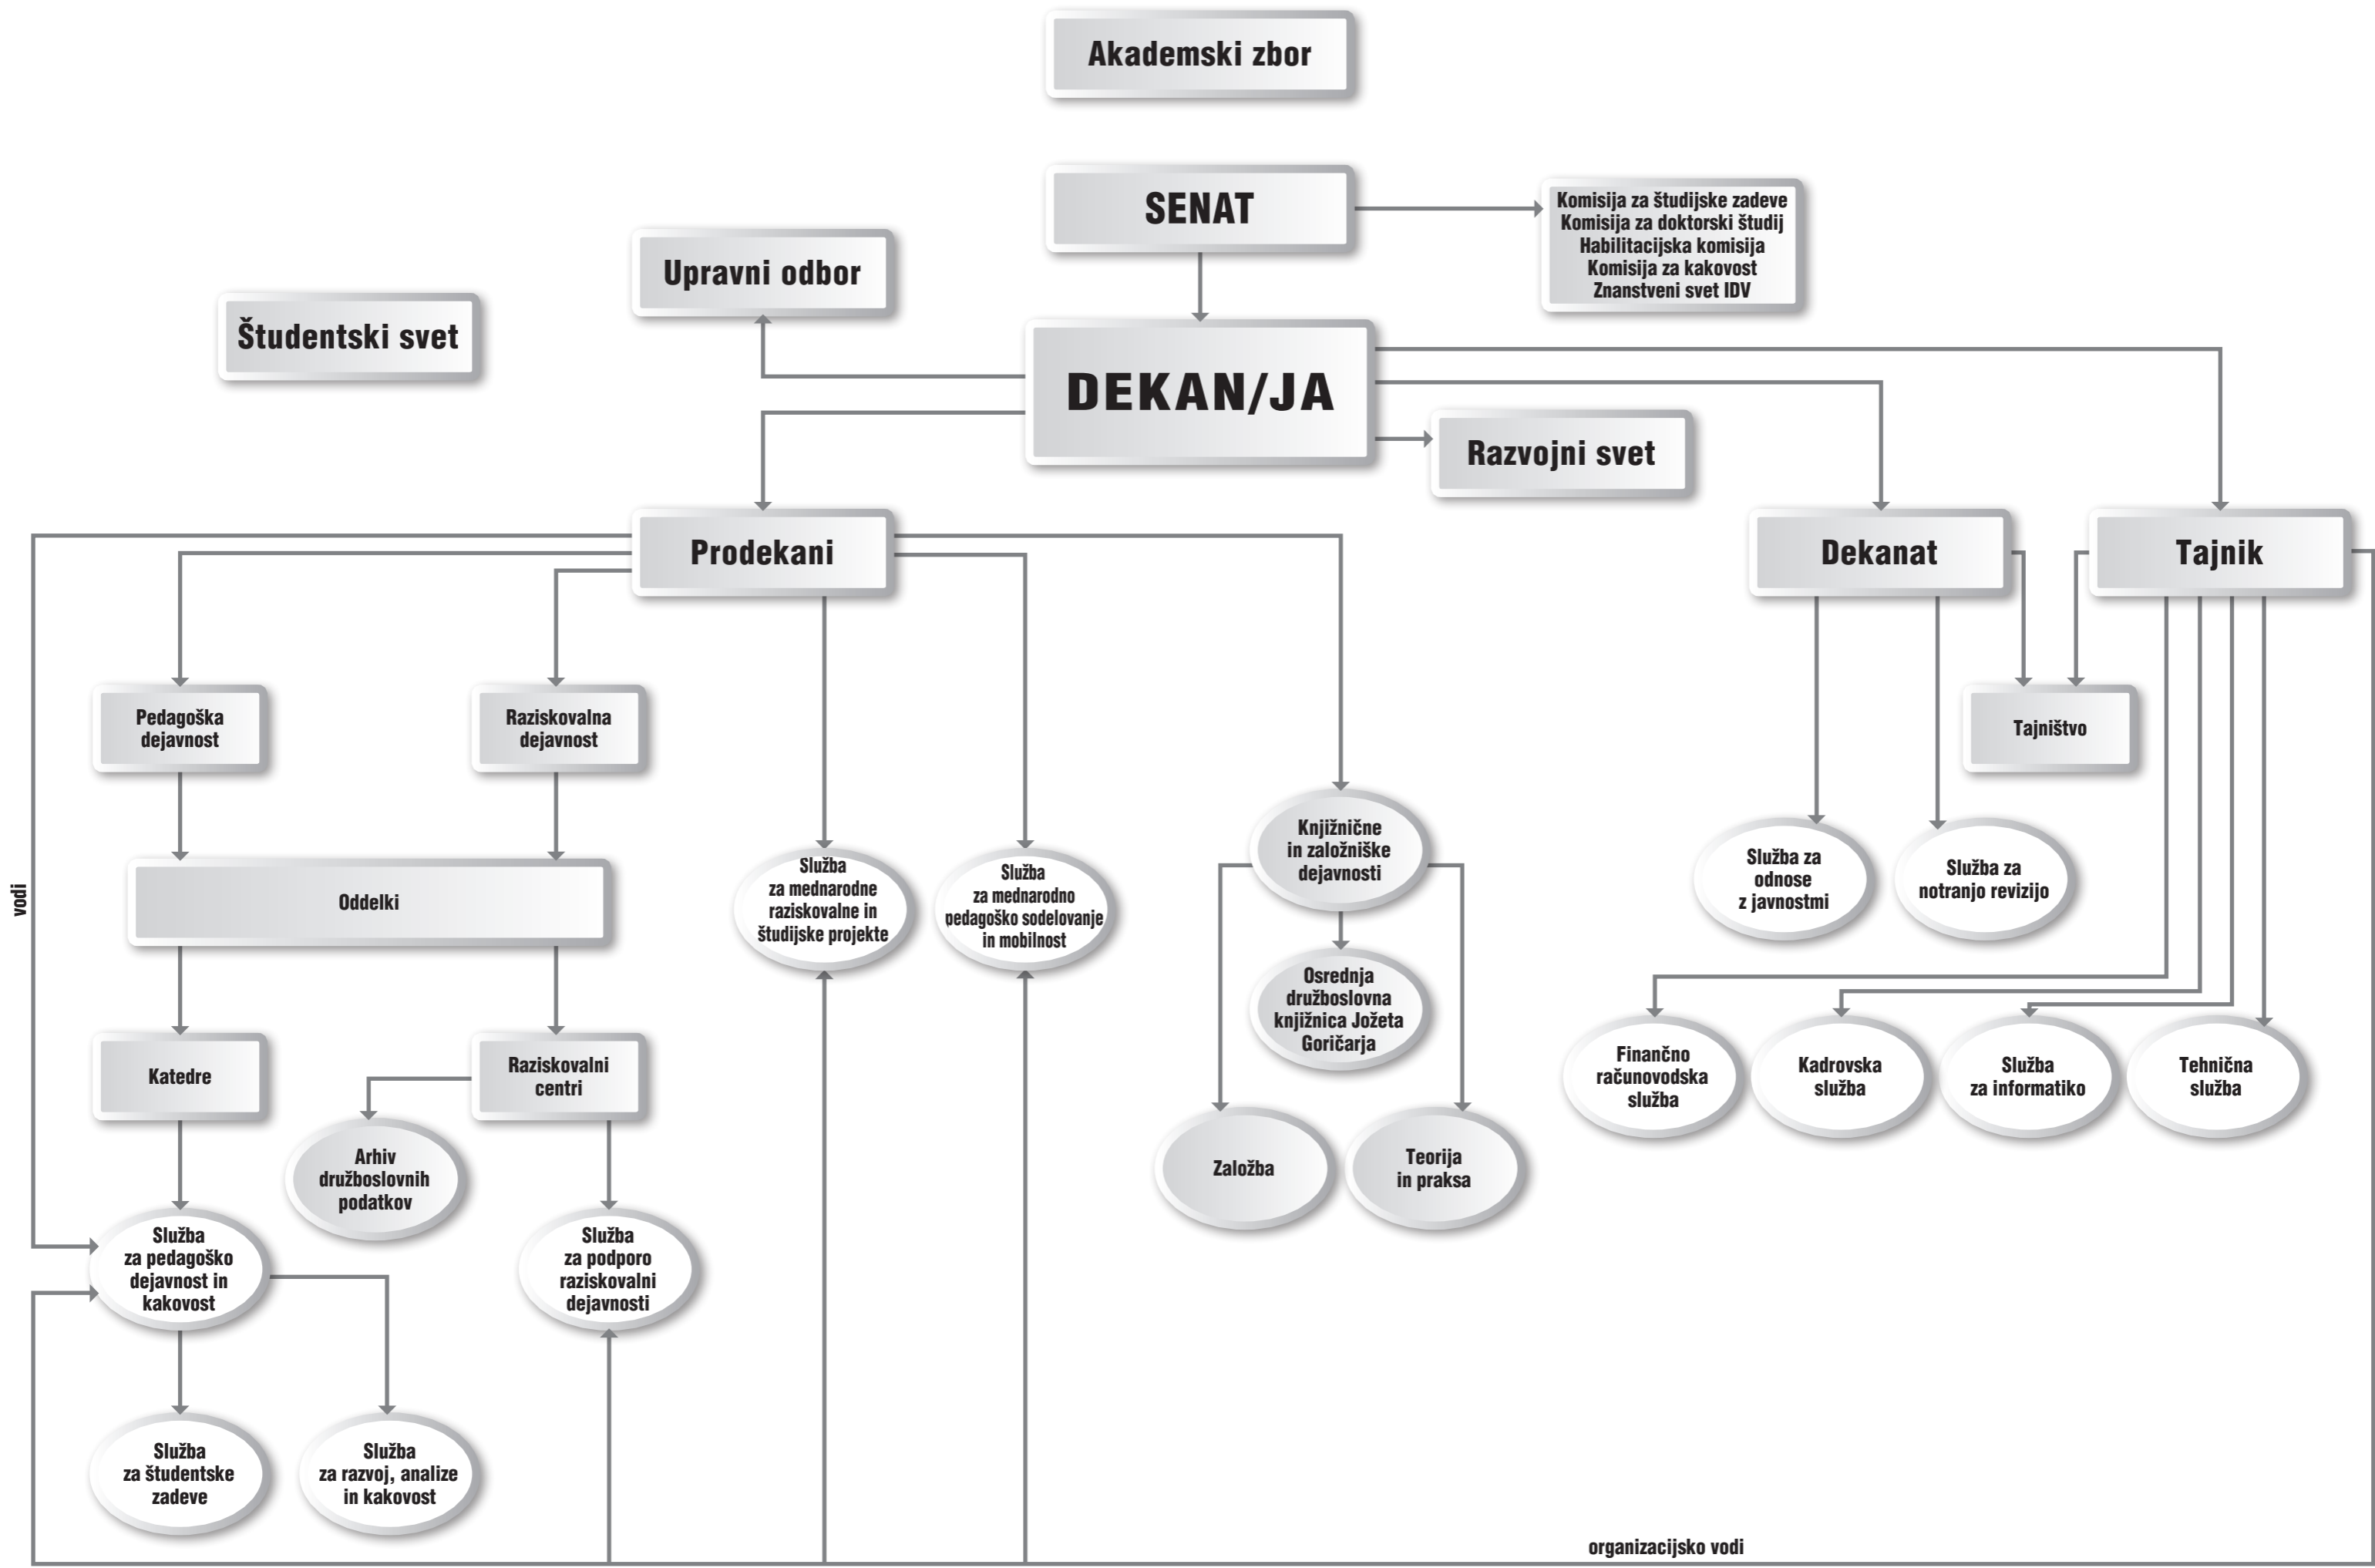 Akademski zbor
SENAT
Komisija za študijske zadeve
Komisija za doktorski študij
Habilitacijska komisija
Komisija za kakovost
Znanstveni svet IDV
Upravni odbor
Študentski svet
DEKAN/JA
Razvojni svet
Prodekani
Dekanat
Tajnik
Pedagoška
dejavnost
Raziskovalna
dejavnost
Tajništvo
Oddelki
vodi
Služba
za mednarodne
raziskovalne in
študijske projekte
Služba
za mednarodno
pedagoško sodelovanje
in mobilnost
Knjižnične
in založniške
dejavnosti
Služba za
odnose
z javnostmi
Služba za
notranjo revizijo
Osrednja
družboslovna
knjižnica Jožeta
Goričarja
Katedre
Raziskovalni
centri
Finančno
računovodska
služba
Kadrovska
služba
Služba
za informatiko
Tehnična
služba
Arhiv
družboslovnih
podatkov
Založba
Teorija
in praksa
Služba
za pedagoško
dejavnost in
kakovost
Služba
za podporo
raziskovalni
dejavnosti
Služba
za študentske
zadeve
Služba
za razvoj, analize
in kakovost
organizacijsko vodi